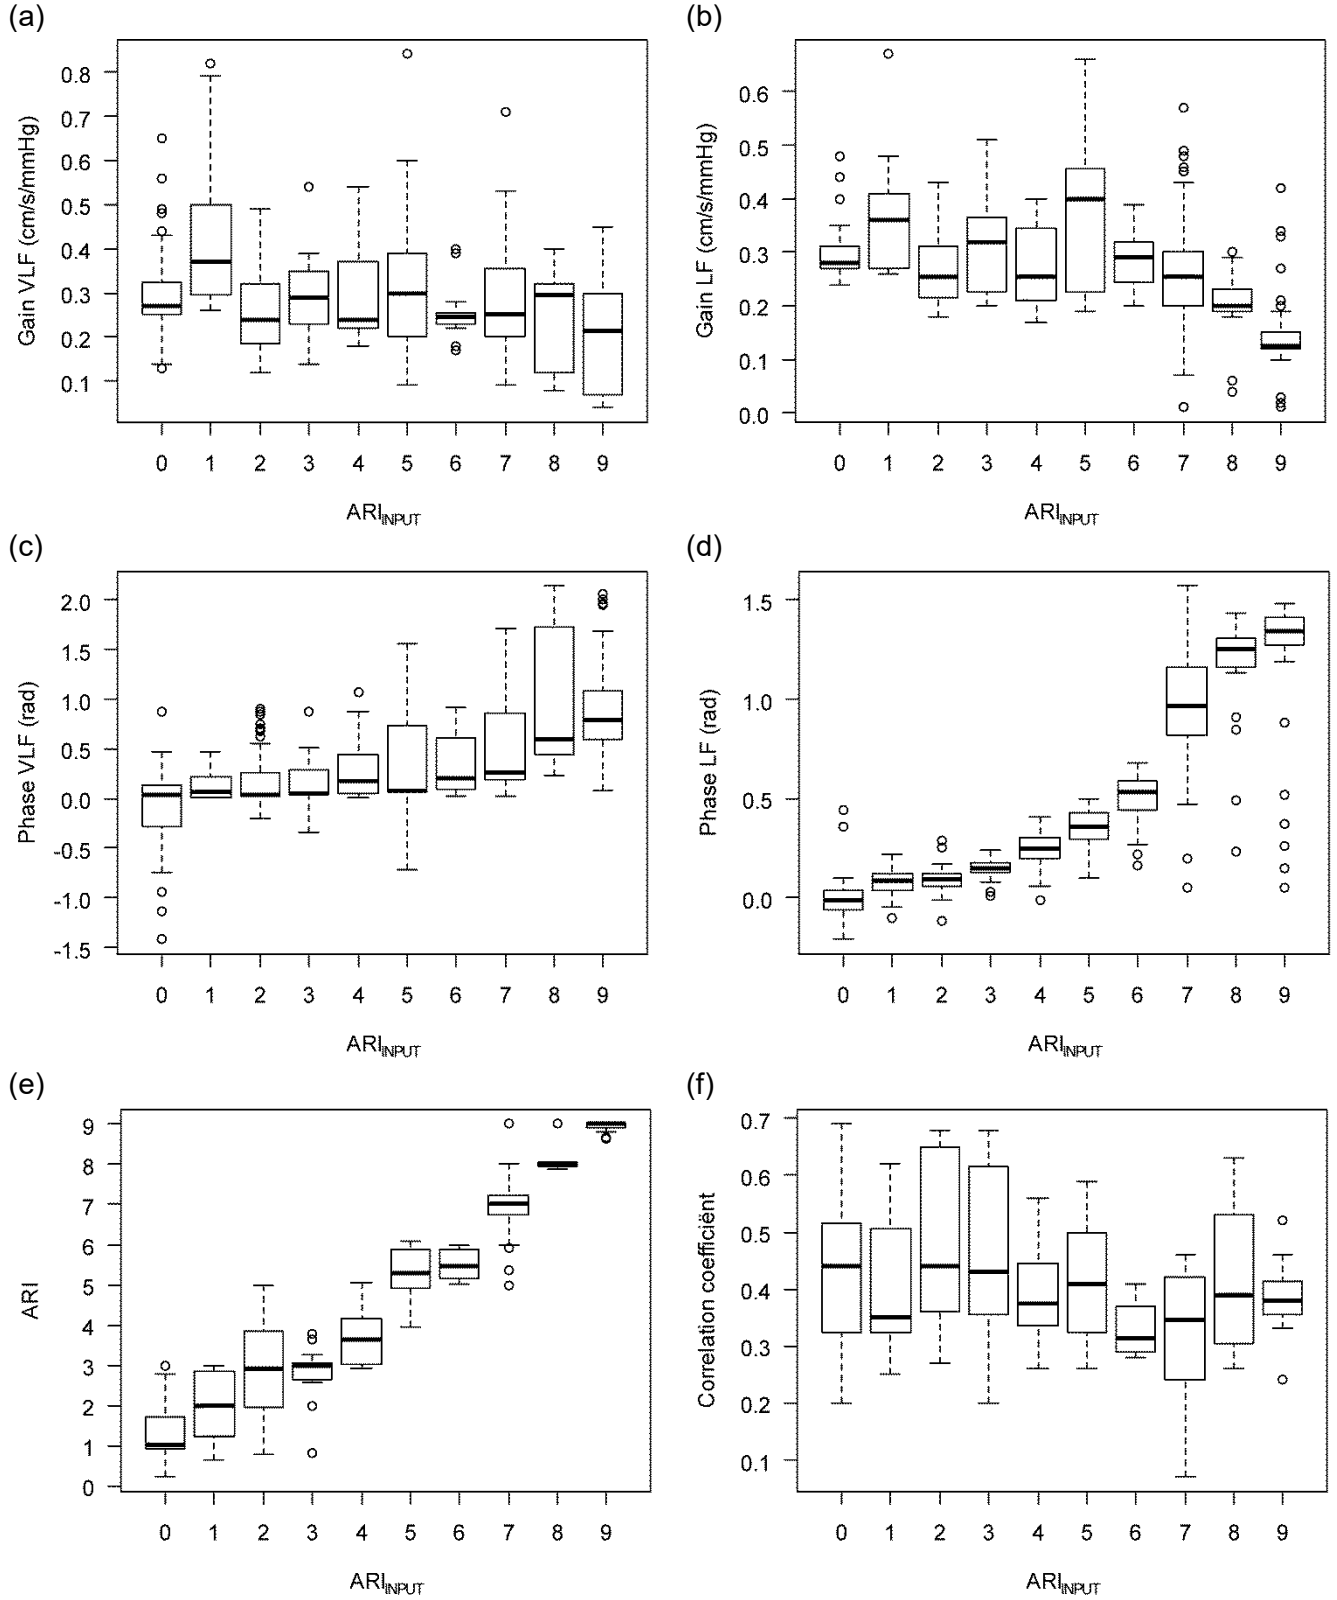 (a)
Gain VLF (cm/s/mmHg)
0.8
0.7
0.6
0.5
0.4
0.3
0.2
0.1
0 1 2 3 4 5 6 7 8 9
ARI_INPUT
(b)
Gain LF (cm/s/mmHg)
0.6
0.5
0.4
0.3
0.2
0.1
0.0
0 1 2 3 4 5 6 7 8 9
ARI_INPUT
(c)
Phase VLF (rad)
2.0
1.5
1.0
0.5
0.0
-0.5
-1.0
-1.5
0 1 2 3 4 5 6 7 8 9
ARI_INPUT
(d)
Phase LF (rad)
1.5
1.0
0.5
0.0
0 1 2 3 4 5 6 7 8 9
ARI_INPUT
(e)
ARI
9
8
7
6
5
4
3
2
1
0
0 1 2 3 4 5 6 7 8 9
ARI_INPUT
(f)
Correlation coefficiënt
0.7
0.6
0.5
0.4
0.3
0.2
0.1
0 1 2 3 4 5 6 7 8 9
ARI_INPUT